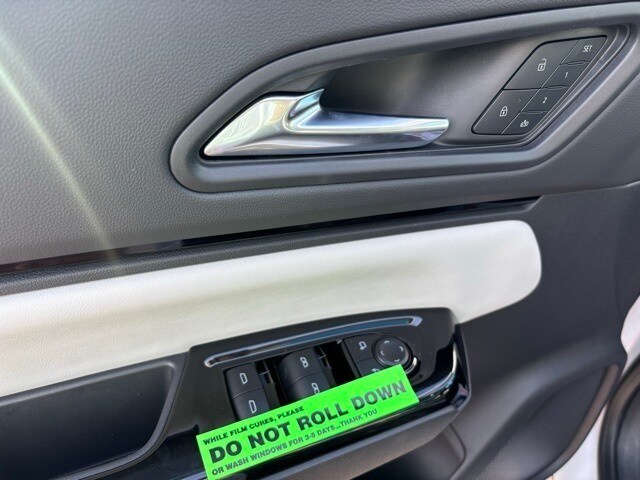 SET
1
2
WHILE FILM CURES, PLEASE
DO NOT ROLL DOWN
OR WASH WINDOWS FOR 3-5 DAYS...THANK YOU